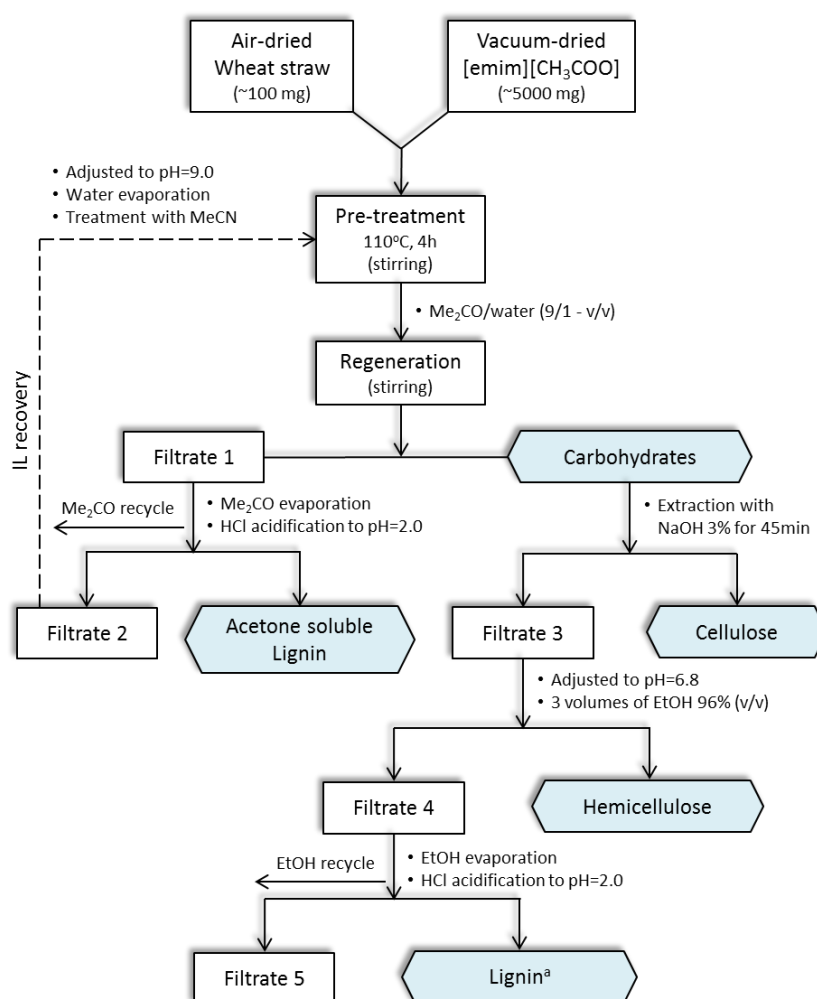 Air-dried
Wheat straw
(~100 mg)
Vacuum-dried
[emim][CH₃COO]
(~5000 mg)
• Adjusted to pH=9.0
• Water evaporation
• Treatment with MeCN
Pre-treatment
110°C, 4h
(stirring)
• Me₂CO/water (9/1 - v/v)
Regeneration
(stirring)
IL recovery
Filtrate 1
Carbohydrates
Me₂CO recycle
• Me₂CO evaporation
• HCl acidification to pH=2.0
• Extraction with
NaOH 3% for 45min
Filtrate 2
Acetone soluble
Lignin
Filtrate 3
Cellulose
• Adjusted to pH=6.8
• 3 volumes of EtOH 96% (v/v)
Filtrate 4
Hemicellulose
EtOH recycle
• EtOH evaporation
• HCl acidification to pH=2.0
Filtrate 5
Ligninᵃ